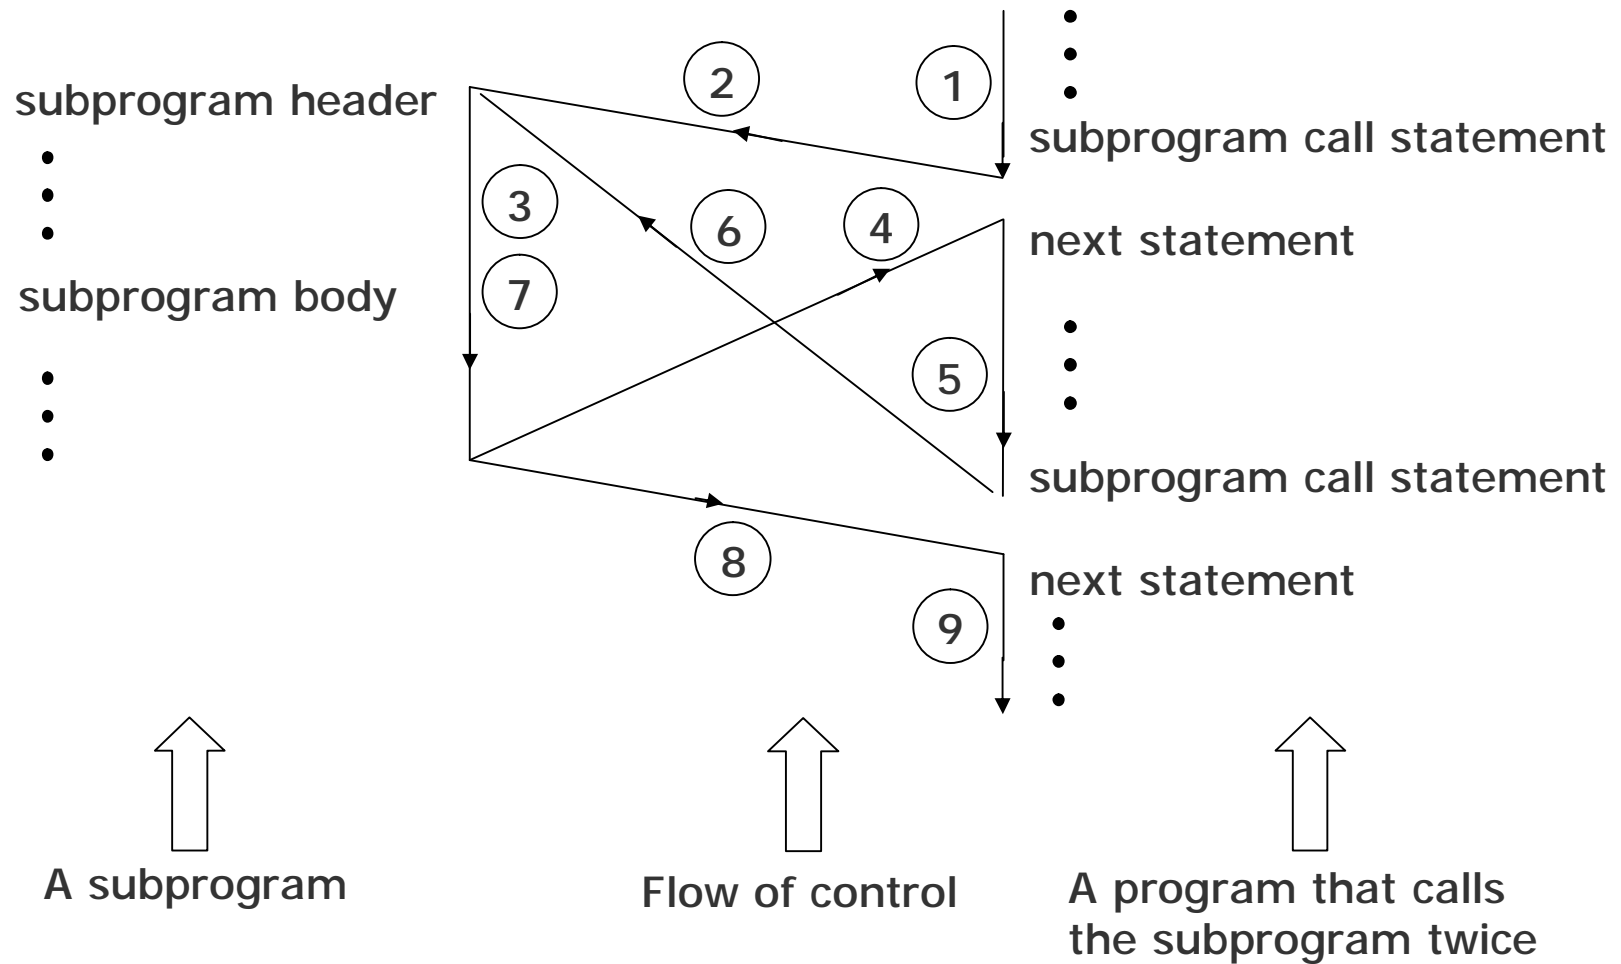 2
1
subprogram header
subprogram call statement
3
6
4
next statement
7
subprogram body
5
subprogram call statement
8
next statement
9
A subprogram
Flow of control
A program that calls
the subprogram twice